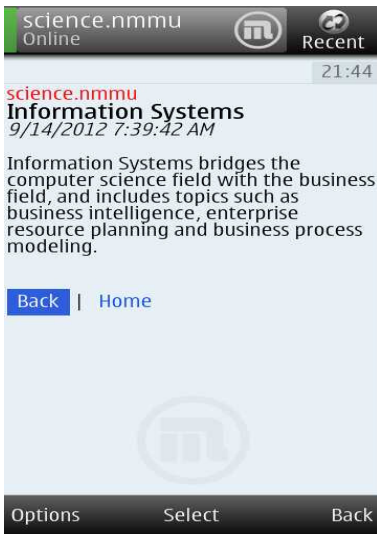 science.nmmu
Online
Recent
21:44
science.nmmu
Information Systems
9/14/2012 7:39:42 AM
Information Systems bridges the
computer science field with the business
field, and includes topics such as
business intelligence, enterprise
resource planning and business process
modeling.
Back | Home
Options Select Back